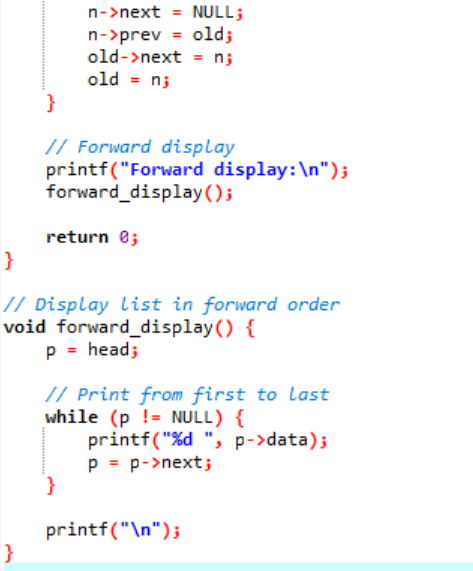 n->next = NULL;
n->prev = old;
old->next = n;
old = n;
}
// Forward display
printf("Forward display:\n");
forward_display();
return 0;
}
// Display list in forward order
void forward_display() {
p = head;
// Print from first to last
while (p != NULL) {
printf("%d ", p->data);
p = p->next;
}
printf("\n");
}